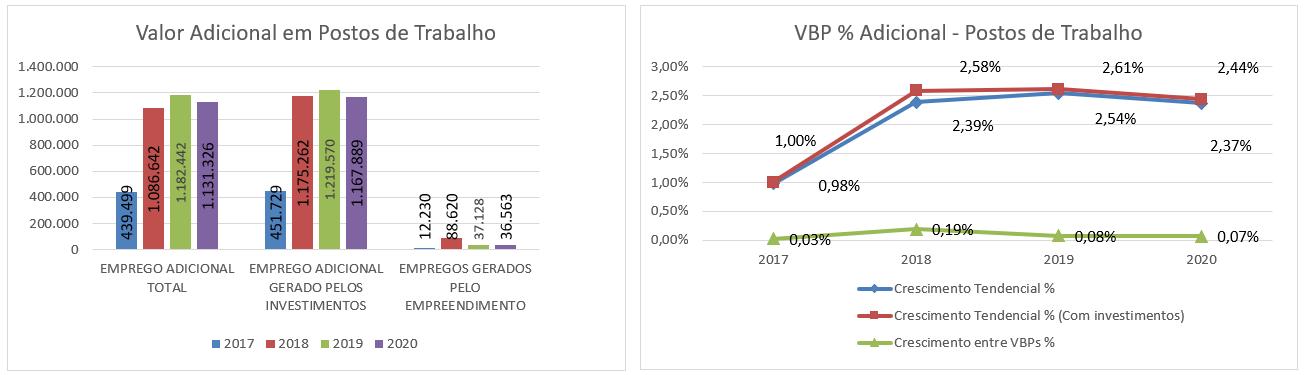 Valor Adicional em Postos de Trabalho
1.400.000
1.200.000
1.000.000
800.000
600.000
400.000
200.000
0
439.499
1.086.642
1.182.442
1.131.326
451.729
1.175.262
1.219.570
1.167.889
12.230
88.620
37.128
36.563
EMPREGO ADICIONAL
TOTAL
EMPREGO ADICIONAL
GERADO PELOS
INVESTIMENTOS
EMPREGOS GERADOS
PELO
EMPREENDIMENTO
2017 2018 2019 2020
VBP % Adicional - Postos de Trabalho
3,00%
2,50%
2,00%
1,50%
1,00%
0,50%
0,00%
2,58%
2,61%
2,44%
2,39%
2,54%
2,37%
1,00%
0,98%
0,03%
0,19%
0,08%
0,07%
2017 2018 2019 2020
Crescimento Tendencial %
Crescimento Tendencial % (Com investimentos)
Crescimento entre VBPs %